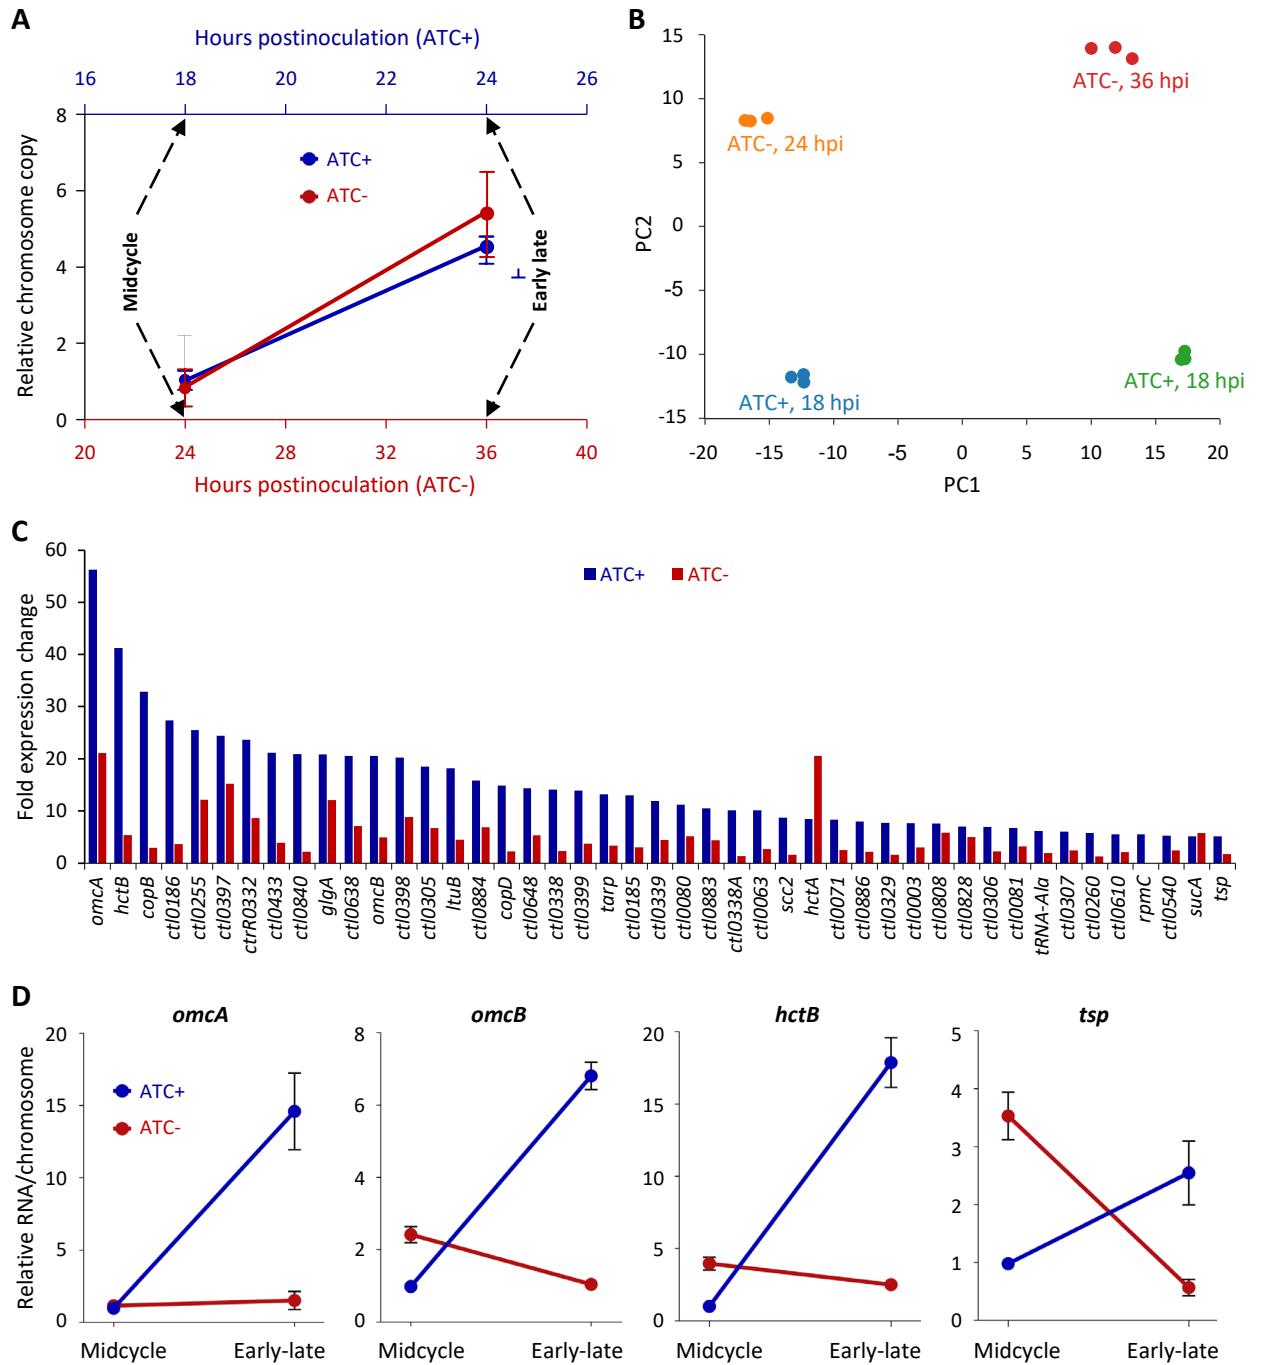 A
Hours postinoculation (ATC+)
16 18 20 22 24 26
Relative chromosome copy
8
6
4
2
0
ATC+
ATC-
Midcycle
Early late
20 24 28 32 36 40
Hours postinoculation (ATC-)
B
PC2
15
10
5
0
-5
-10
-15
ATC-, 36 hpi
ATC-, 24 hpi
ATC+, 18 hpi
ATC+, 18 hpi
-20 -15 -10 -5 0 5 10 15 20
PC1
C
Fold expression change
60
50
40
30
20
10
0
ATC+ ATC-
omcA hctB copB ctl0186 ctl0255 ctl0397 ctrR0332 ctl0433 ctl0840 glgA ctl0638 omcB ctl0398 ctl0305 ltuB ctl0884 copD ctl0648 ctl0338 ctl0399 tarp ctl0185 ctl0339 ctl0080 ctl0883 ctl0338A ctl0063 scc2 hctA ctl0071 ctl0886 ctl0329 ctl0003 ctl0808 ctl0828 ctl0306 ctl0081 tRNA-Ala ctl0307 ctl0260 ctl0610 rpmC ctl0540 sucA tsp
D
Relative RNA/chromosome
omcA
20
15
10
5
0
ATC+
ATC-
Midcycle Early-late
omcB
8
6
4
2
0
Midcycle Early-late
hctB
20
15
10
5
0
Midcycle Early-late
tsp
5
4
3
2
1
0
Midcycle Early-late